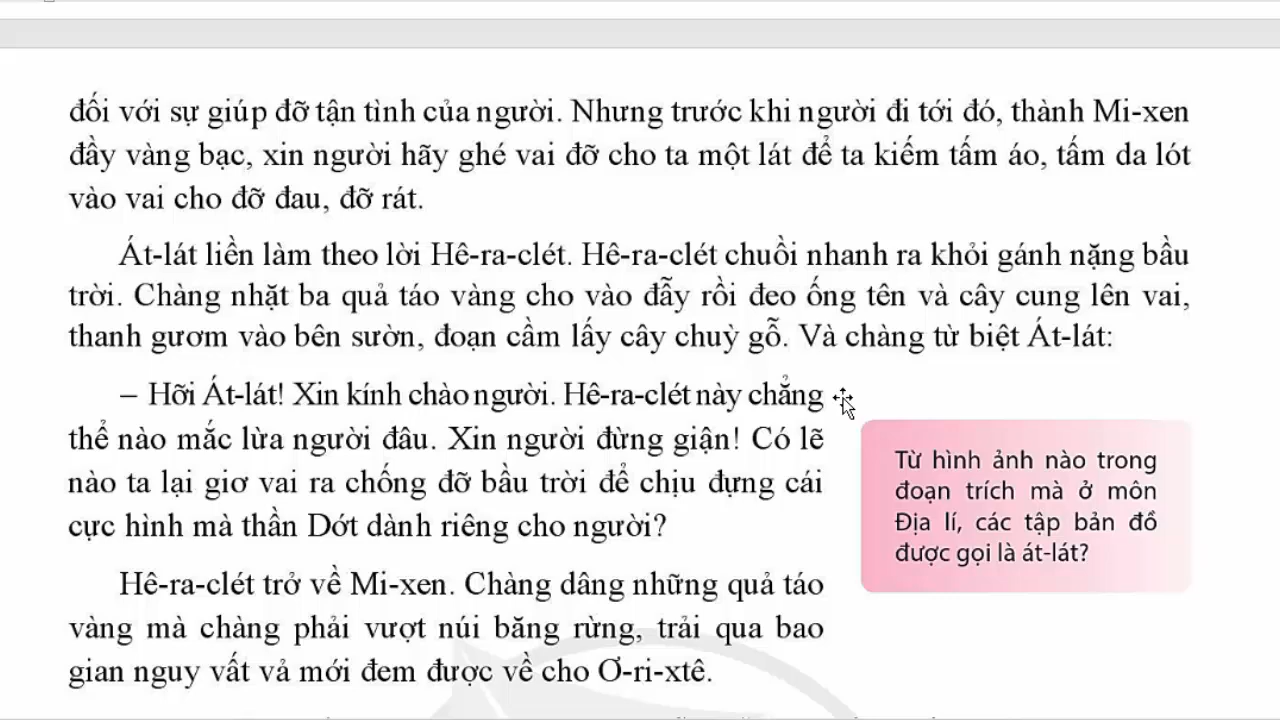 đối với sự giúp đỡ tận tình của người. Nhưng trước khi người đi tới đó, thành Mi-xen
đầy vàng bạc, xin người hãy ghé vai đỡ cho ta một lát để ta kiếm tấm áo, tấm da lót
vào vai cho đỡ đau, đỡ rát.
Át-lát liền làm theo lời Hê-ra-clét. Hê-ra-clét chuồi nhanh ra khỏi gánh nặng bầu
trời. Chàng nhặt ba quả táo vàng cho vào đẫy rồi đeo ống tên và cây cung lên vai,
thanh gươm vào bên sườn, đoạn cầm lấy cây chuỳ gỗ. Và chàng từ biệt Át-lát:
– Hỡi Át-lát! Xin kính chào người. Hê-ra-clét này chẳng
thể nào mắc lừa người đâu. Xin người đừng giận! Có lẽ
nào ta lại giơ vai ra chống đỡ bầu trời để chịu đựng cái
cực hình mà thần Dớt dành riêng cho người?
Hê-ra-clét trở về Mi-xen. Chàng dâng những quả táo
vàng mà chàng phải vượt núi băng rừng, trải qua bao
gian nguy vất vả mới đem được về cho Ơ-ri-xtê.
Từ hình ảnh nào trong
đoạn trích mà ở môn
Địa lí, các tập bản đồ
được gọi là át-lát?